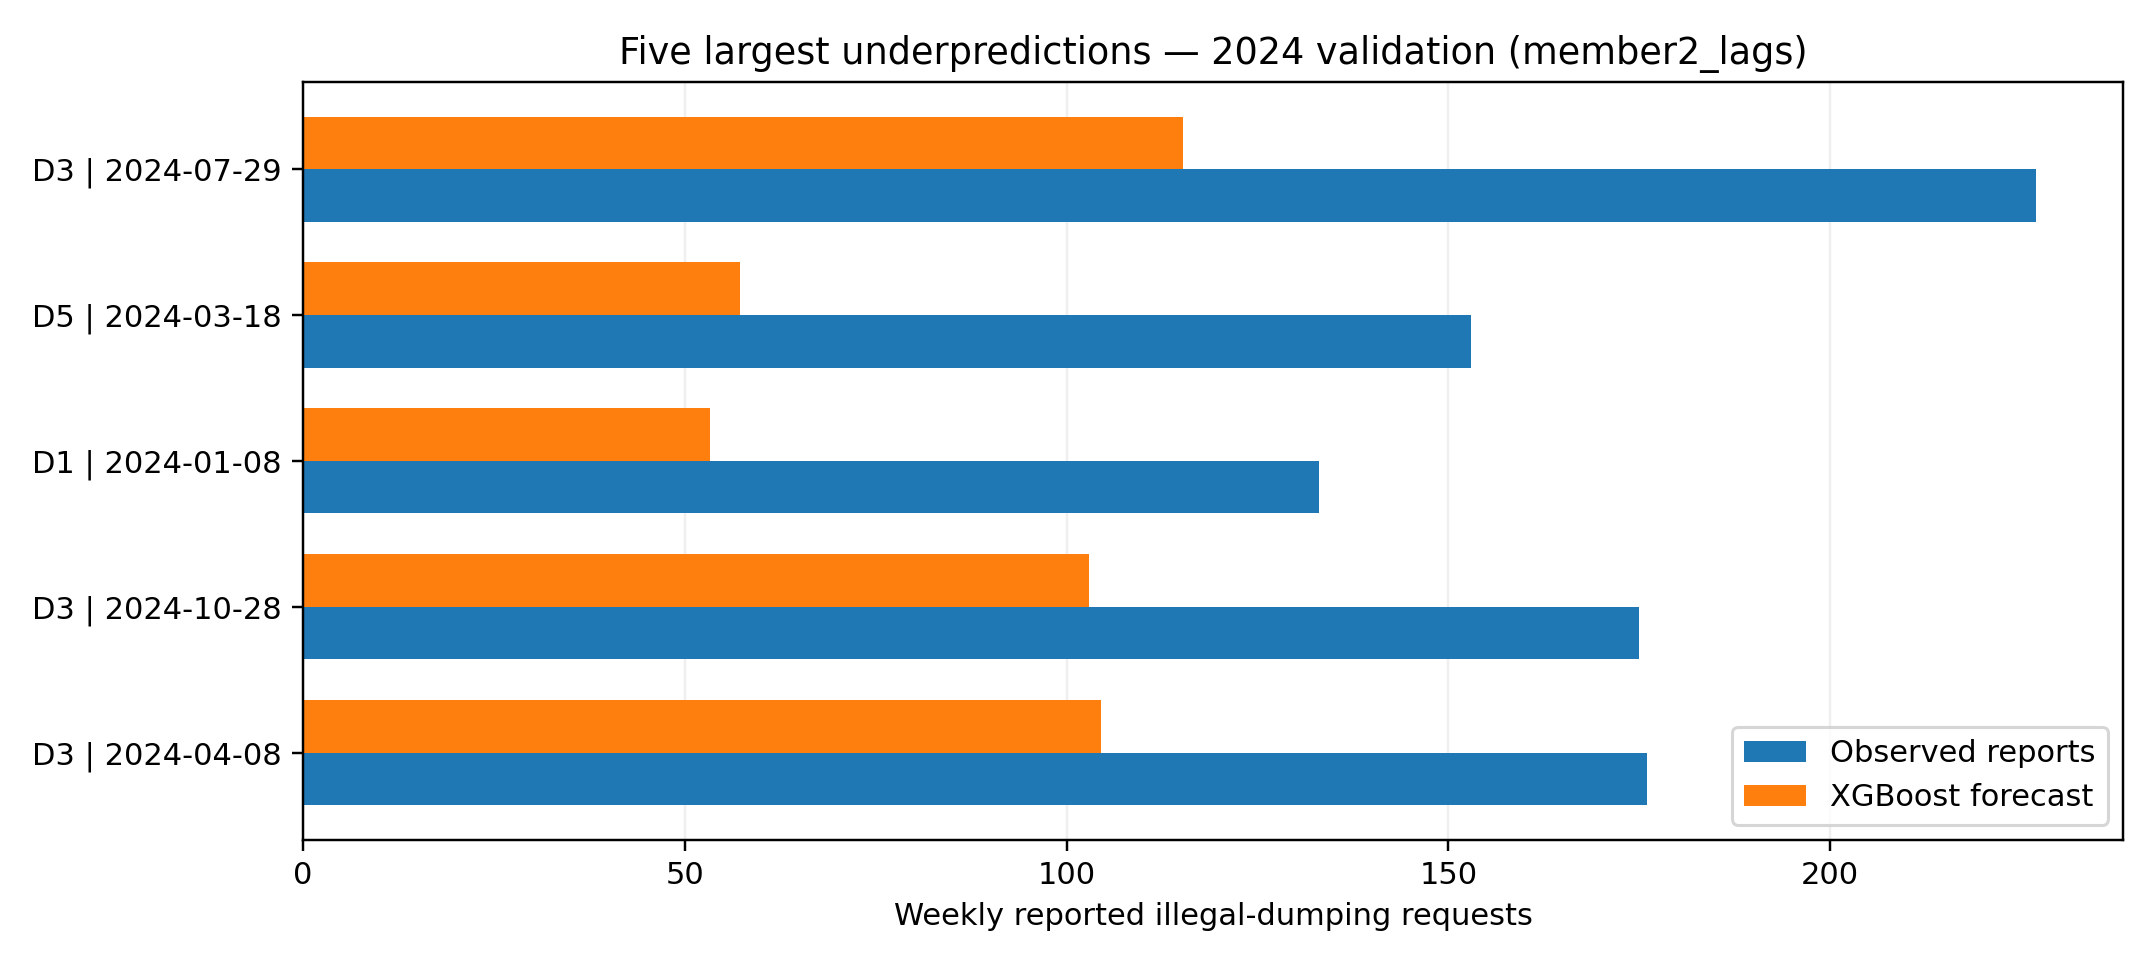 Five largest underpredictions — 2024 validation (member2_lags)
D3 | 2024-07-29
D5 | 2024-03-18
D1 | 2024-01-08
D3 | 2024-10-28
D3 | 2024-04-08
Observed reports
XGBoost forecast
0 50 100 150 200
Weekly reported illegal-dumping requests